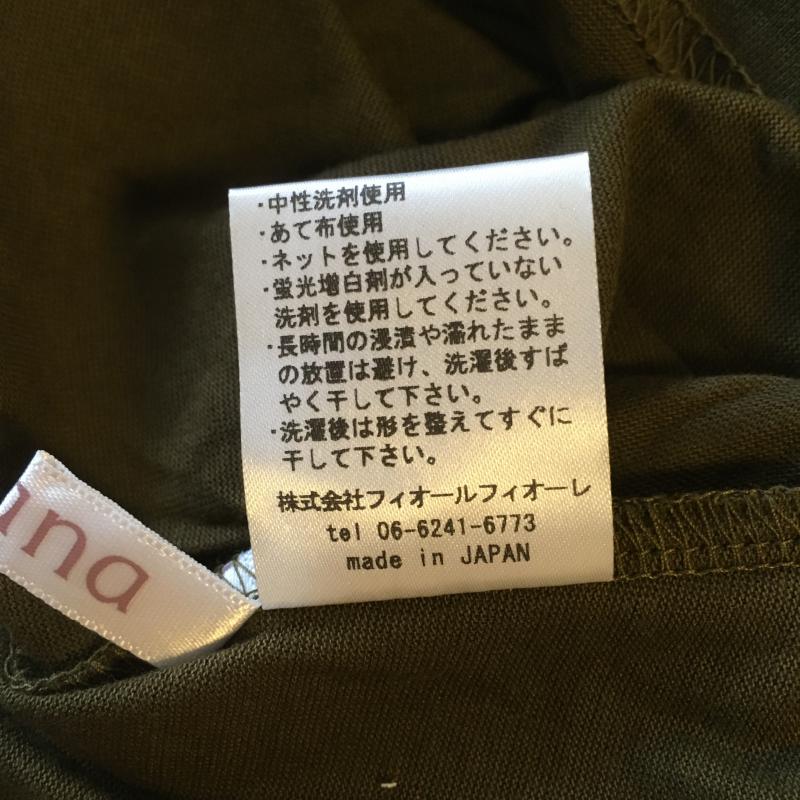 ・中性洗剤使用
・あて布使用
・ネットを使用してください。
・蛍光増白剤が入っていない
洗剤を使用してください。
・長時間の浸漬や濡れたまま
の放置は避け、洗濯後すば
やく干して下さい。
・洗濯後は形を整えてすぐに
干して下さい。
株式会社フィオールフィオーレ
tel 06-6241-6773
made in JAPAN
una